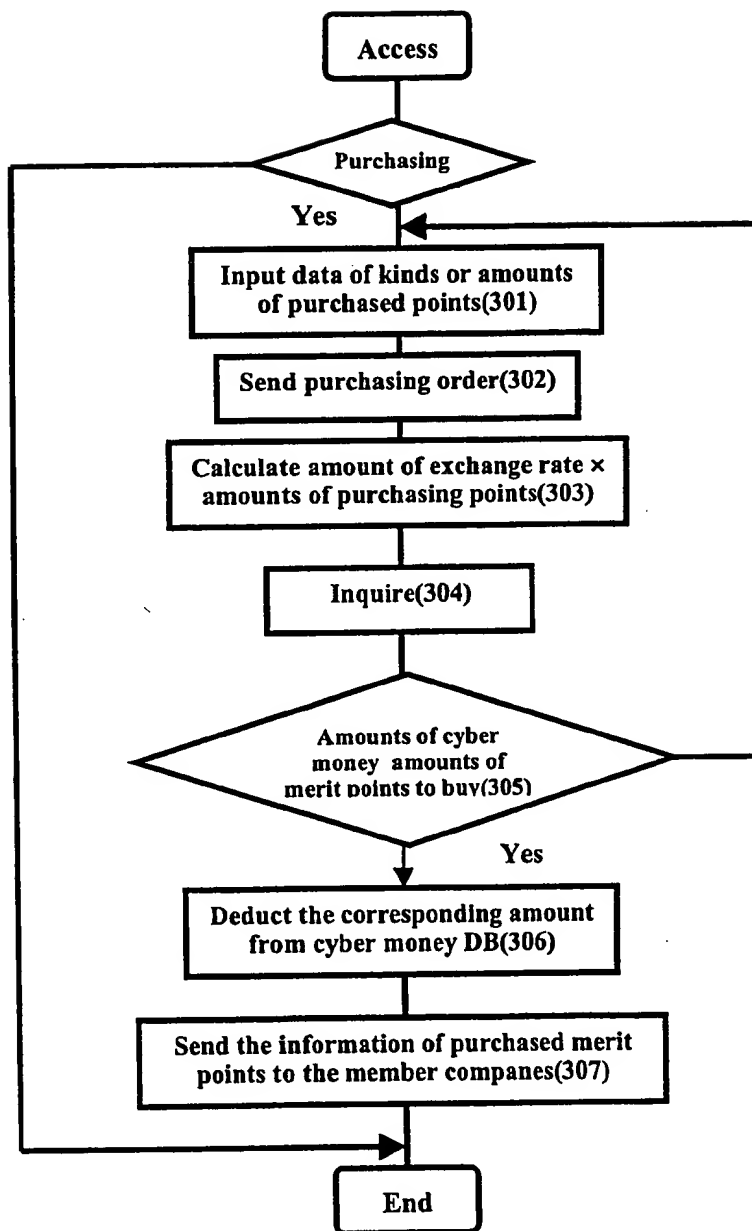 Access
Purchasing
Yes
Input data of kinds or amounts
of purchased points(301)
Send purchasing order(302)
Calculate amount of exchange rate ×
amounts of purchasing points(303)
Inquire(304)
Amounts of cyber
money amounts of
merit points to buy(305)
Yes
Deduct the corresponding amount
from cyber money DB(306)
Send the information of purchased merit
points to the member companes(307)
End